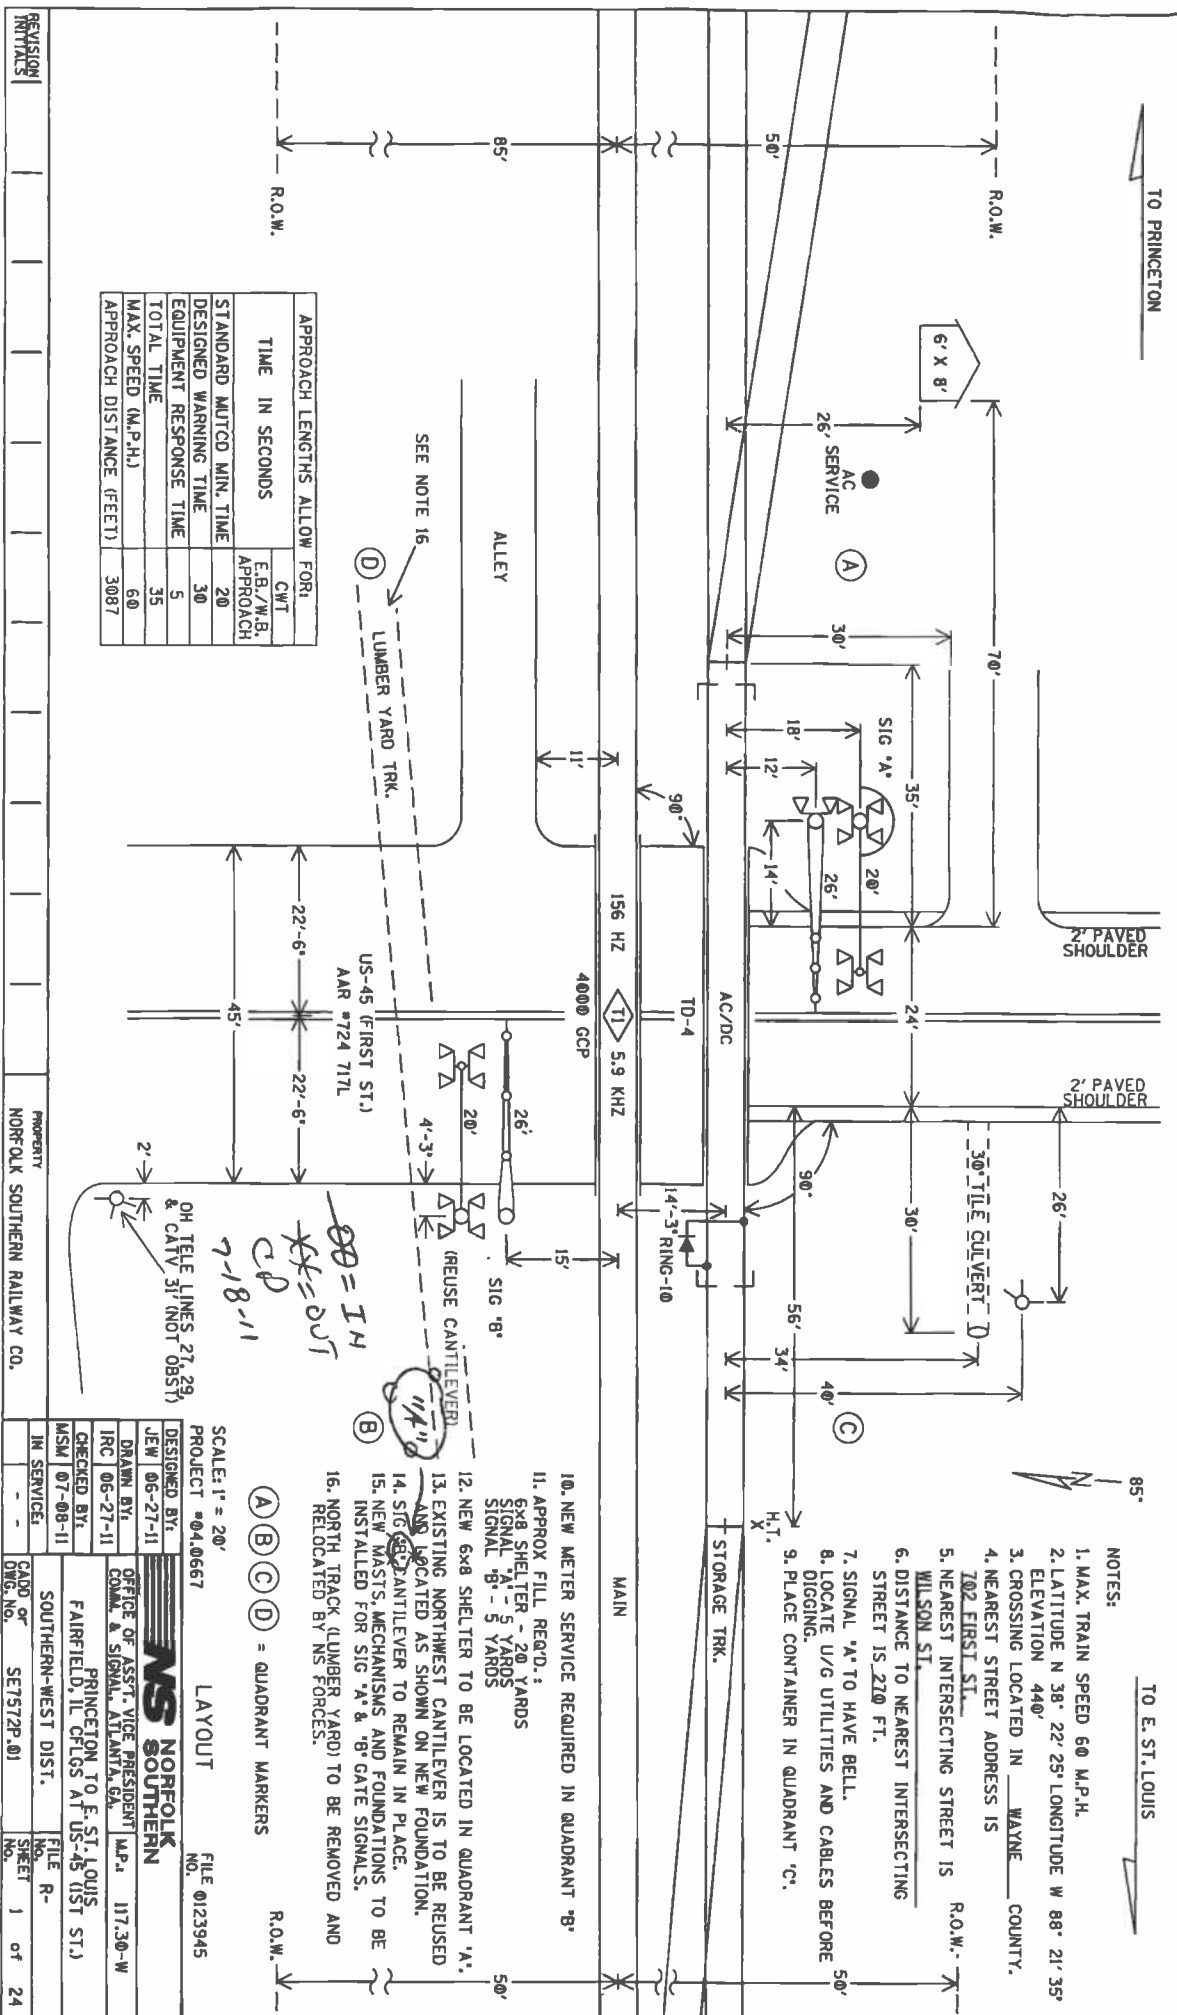 TO PRINCETON
TO E. ST. LOUIS
85°
N
R.O.W.
50'
85'
R.O.W.
6' X 8'
26'
AC
SERVICE
A
70'
30'
35'
SIG "A"
18'
12'
20'
26'
14'
90°
2' PAVED
SHOULDER
24'
2' PAVED
SHOULDER
26'
30" TILE CULVERT
30'
90°
56'
34'
40'
C
H.T.
X
STORAGE TRK.
AC/DC
TD-4
156 HZ
T1
5.9 KHZ
4000 GCP
14'-3"
RING-10
MAIN
11'
15'
ALLEY
SEE NOTE 16
D
LUMBER YARD TRK.
US-45 (FIRST ST.)
AAR #724 717L
26'
20'
4'-3"
SIG "B"
(REUSE CANTILEVER)
22'-6"
22'-6"
45'
2'
OH TELE LINES 27, 29,
& CATV 31' (NOT OBST)
OO = IN
XX = OUT
CD
7-18-11
"A"
B
APPROACH LENGTHS ALLOW FOR:
TIME IN SECONDS
CWT
E.B./W.B.
APPROACH
STANDARD MUTCD MIN. TIME 20
DESIGNED WARNING TIME 30
EQUIPMENT RESPONSE TIME 5
TOTAL TIME 35
MAX. SPEED (M.P.H.) 60
APPROACH DISTANCE (FEET) 3087
NOTES:
1. MAX. TRAIN SPEED 60 M.P.H.
2. LATITUDE N 38° 22' 25" LONGITUDE W 88° 21' 35"
ELEVATION 440'
3. CROSSING LOCATED IN WAYNE COUNTY.
4. NEAREST STREET ADDRESS IS
702 FIRST ST.
5. NEAREST INTERSECTING STREET IS
WILSON ST.
6. DISTANCE TO NEAREST INTERSECTING
STREET IS 270 FT.
7. SIGNAL "A" TO HAVE BELL.
8. LOCATE U/G UTILITIES AND CABLES BEFORE
DIGGING.
9. PLACE CONTAINER IN QUADRANT "C".
R.O.W.
50'
10. NEW METER SERVICE REQUIRED IN QUADRANT "B"
11. APPROX FILL REQ'D.:
6x8 SHELTER - 20 YARDS
SIGNAL "A" - 5 YARDS
SIGNAL "B" - 5 YARDS
12. NEW 6x8 SHELTER TO BE LOCATED IN QUADRANT "A".
13. EXISTING NORTHWEST CANTILEVER IS TO BE REUSED
AND LOCATED AS SHOWN ON NEW FOUNDATION.
14. SIG "B" CANTILEVER TO REMAIN IN PLACE.
15. NEW MASTS, MECHANISMS AND FOUNDATIONS TO BE
INSTALLED FOR SIG "A" & "B" GATE SIGNALS.
16. NORTH TRACK (LUMBER YARD) TO BE REMOVED AND
RELOCATED BY NS FORCES.
50'
R.O.W.
A B C D = QUADRANT MARKERS
SCALE: 1" = 20'
PROJECT #04.0667
LAYOUT
FILE
NO. 0123945
DESIGNED BY:
JEW 06-27-11
DRAWN BY:
IRC 06-27-11
CHECKED BY:
MSM 07-08-11
IN SERVICE:
- -
NS NORFOLK
SOUTHERN
OFFICE OF ASS'T. VICE PRESIDENT
COMM. & SIGNAL, ATLANTA, GA.
M.P.: 117.30-W
PRINCETON TO E. ST. LOUIS
FAIRFIELD, IL CFLGS AT US-45 (1ST ST.)
SOUTHERN-WEST DIST.
FILE
NO. R-
CADD or
DWG. NO. SE7572P.01
SHEET
NO. 1 of 24
REVISION
INITIALS
PROPERTY
NORFOLK SOUTHERN RAILWAY CO.